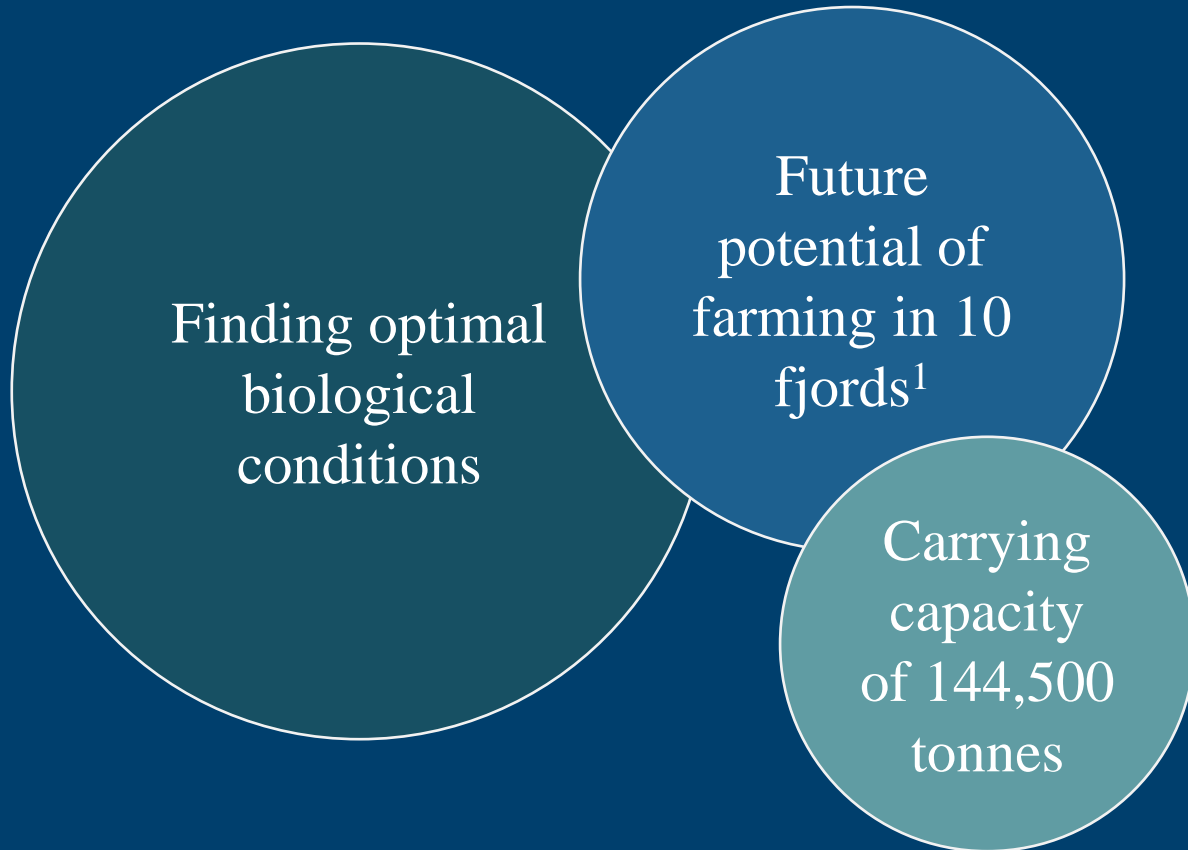 Finding optimal
biological
conditions
Future
potential of
farming in 10
fjords¹
Carrying
capacity
of 144,500
tonnes